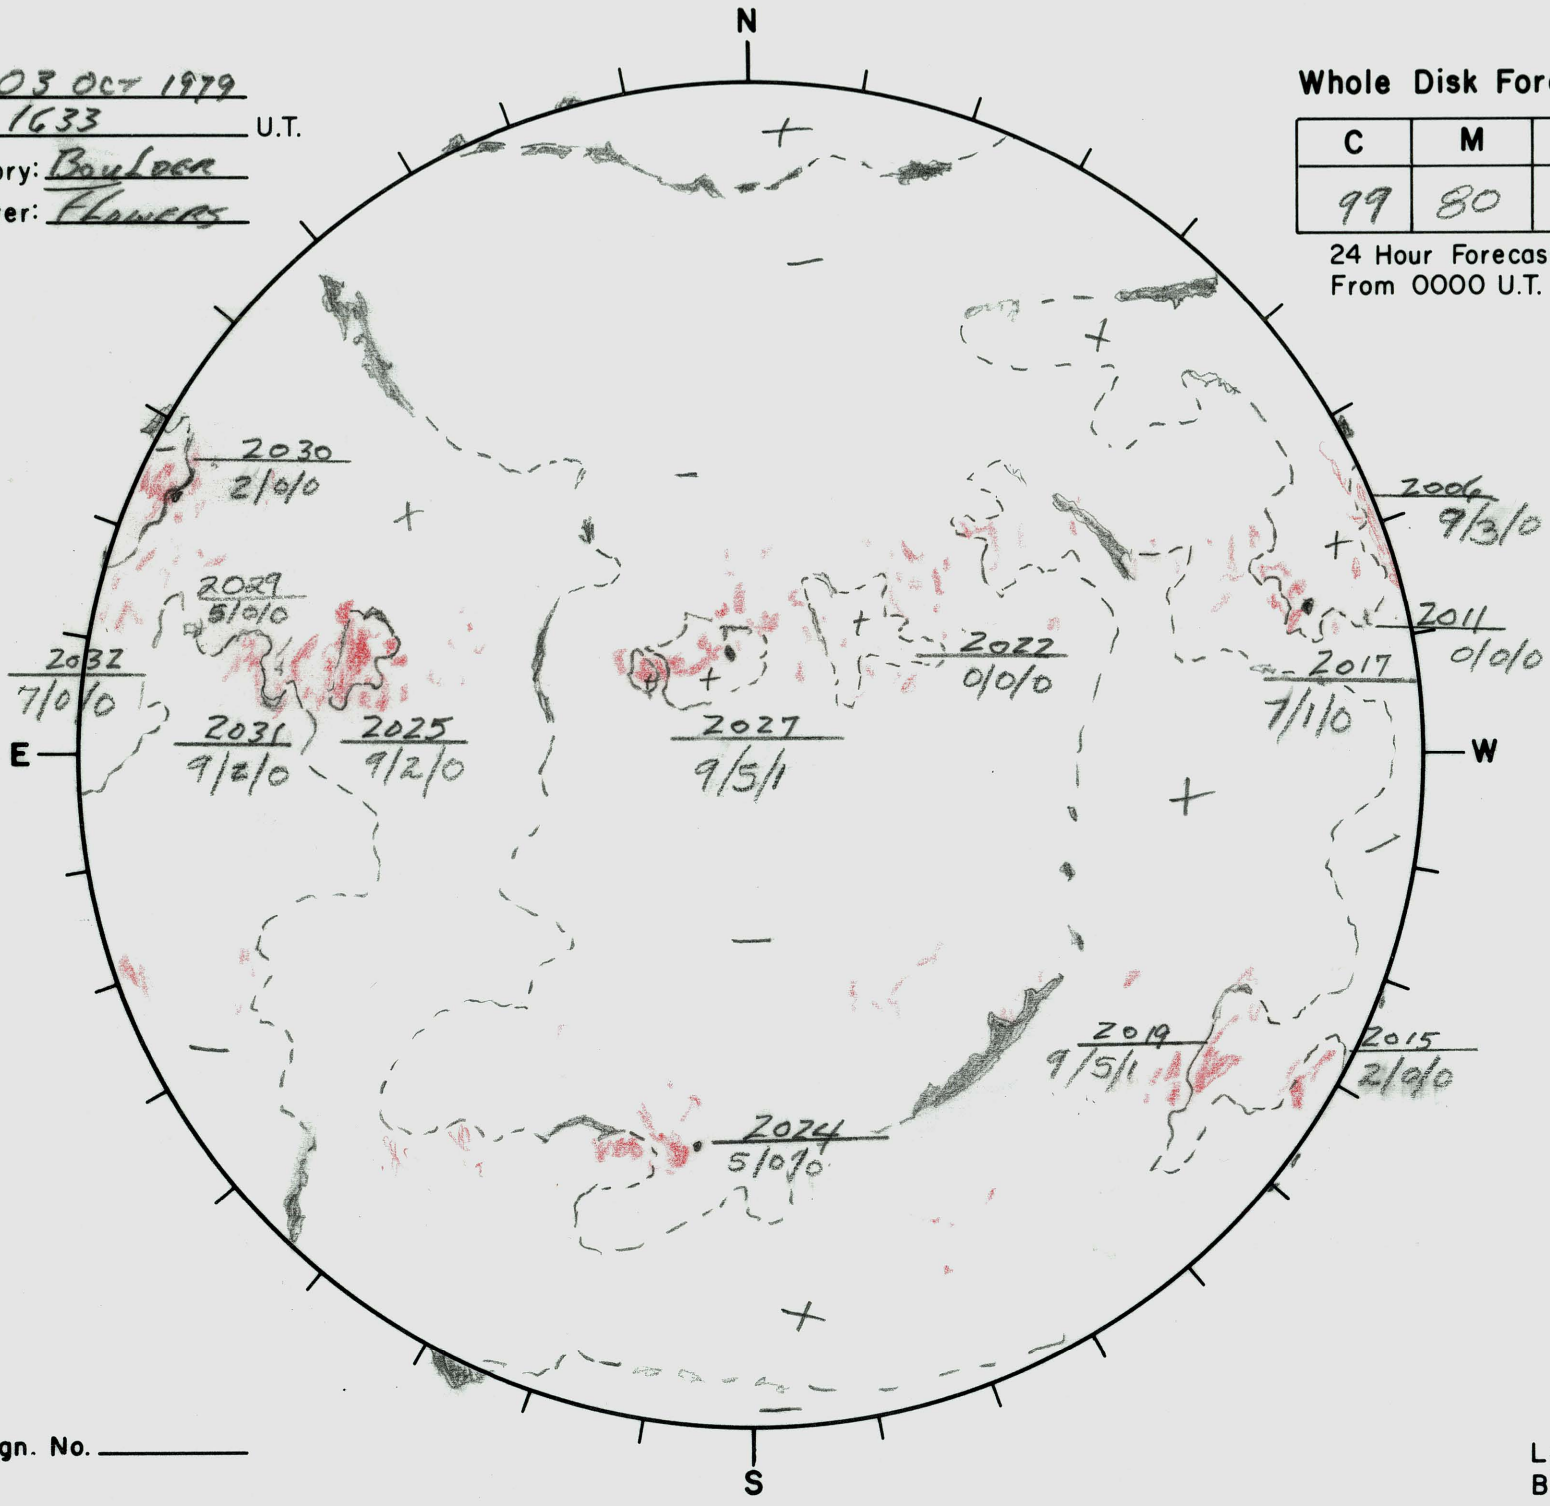 N
03 OCT 1979
1633 U.T.
ory: BOULDER
er: FLOWERS
Whole Disk Fore
C M
99 80
24 Hour Forecas
From 0000 U.T.
2030
2/0/0
2006
9/3/0
2029
5/0/0
2011
0/0/0
2032
7/0/0
2022
0/0/0
2017
7/1/0
2031
9/2/0
2025
9/2/0
2027
9/5/1
E
W
2019
9/5/1
2015
2/0/0
2024
5/0/0
gn. No.
L
B
S